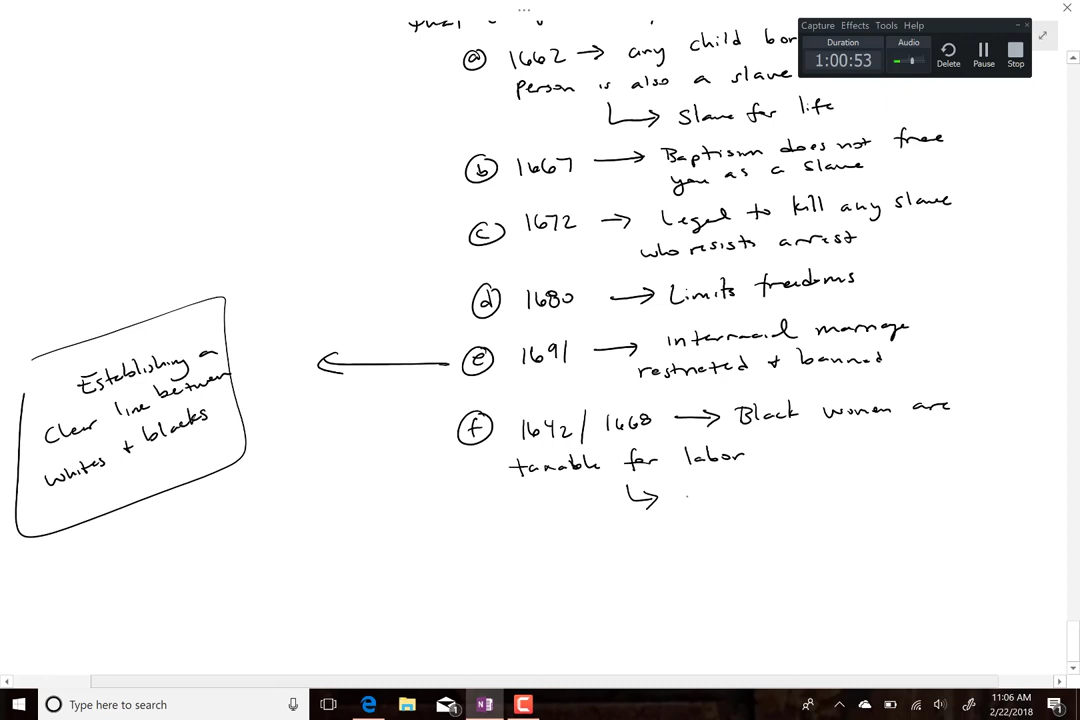 that
Capture Effects Tools Help
Duration
Audio
1:00:53
Delete
Pause
Stop
a 1662 → any child bor
person is also a slave
↳ Slave for life
b 1667 → Baptism does not free
you as a slave
c 1672 → Legal to kill any slave
who resists arrest
d 1680 → Limits freedoms
e 1691 → interracial marriage
restricted + banned
Establishing a
clear line between
whites + blacks
f 1642/1668 → Black women are
taxable for labor
↳
Type here to search
11:06 AM
2/22/2018